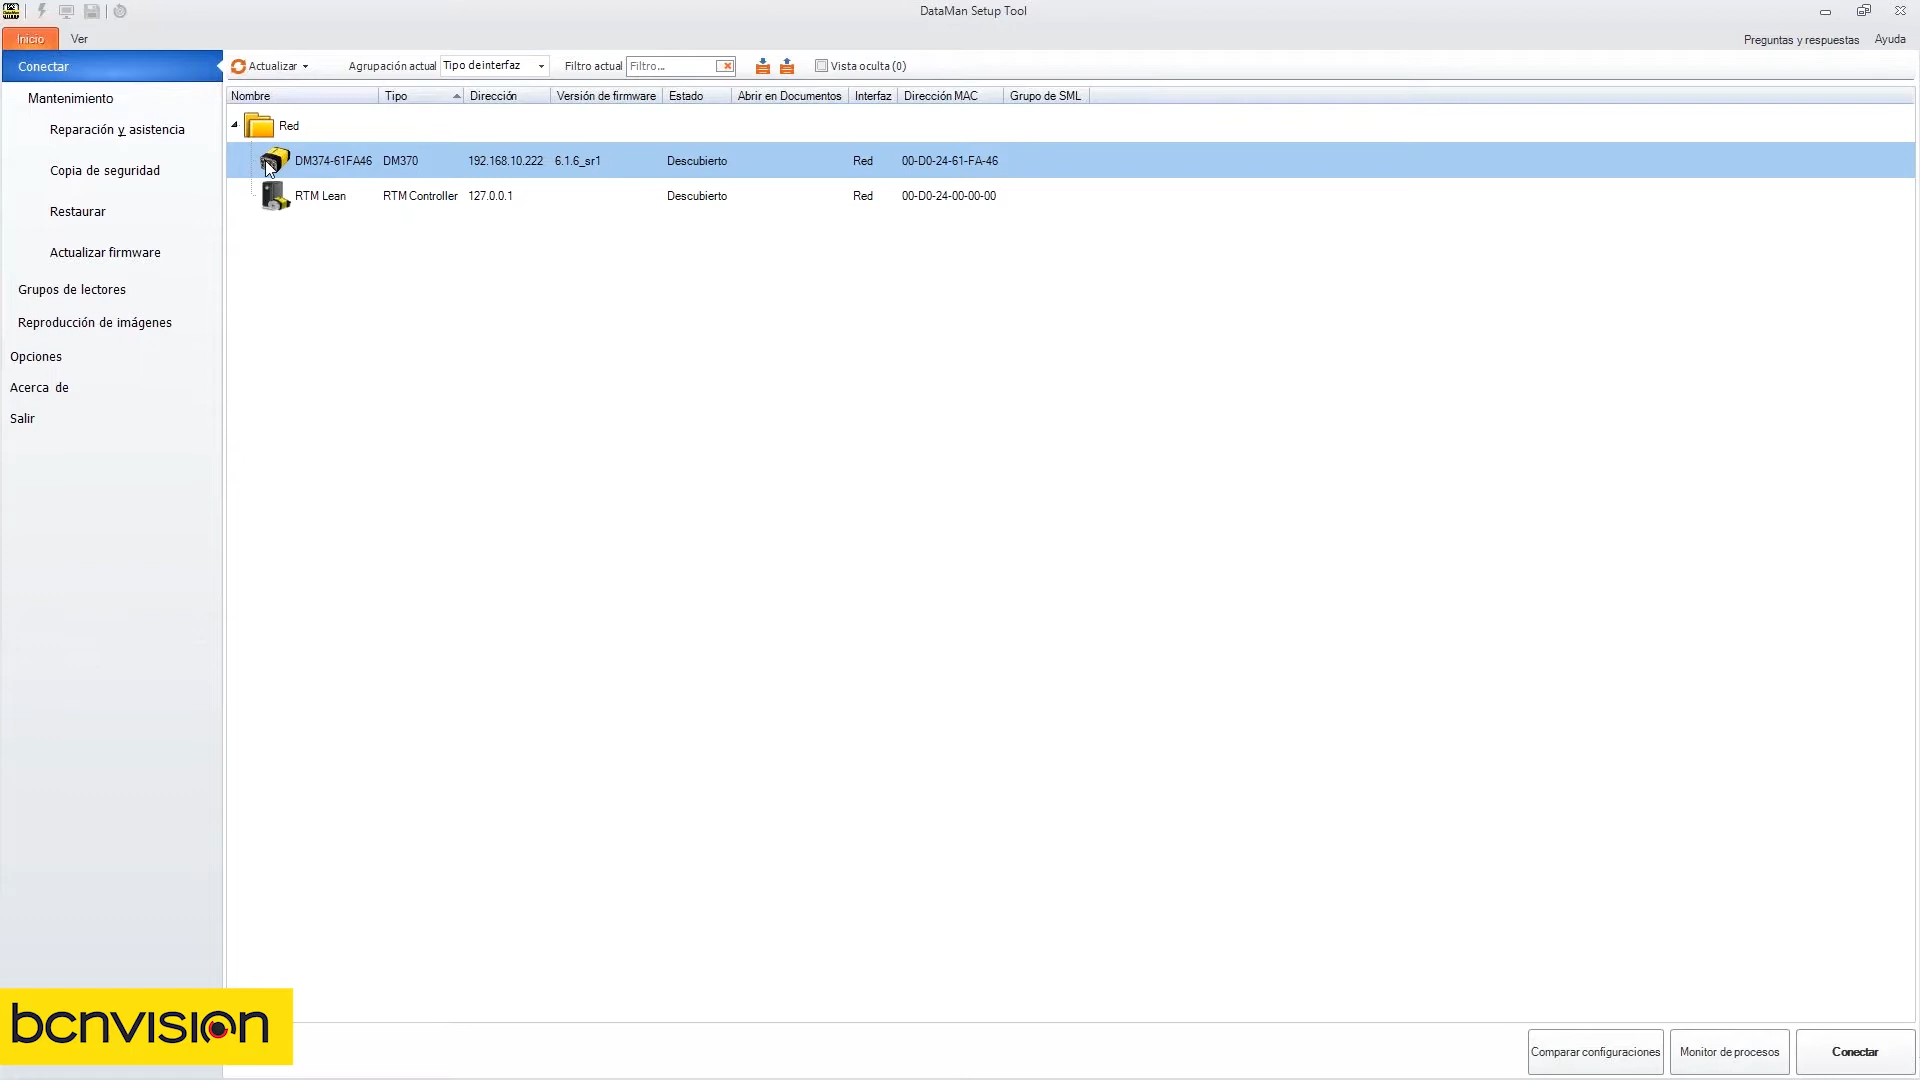 DataMan Setup Tool
Inicio Ver
Preguntas y respuestas Ayuda
Conectar
Mantenimiento
Reparación y asistencia
Copia de seguridad
Restaurar
Actualizar firmware
Grupos de lectores
Reproducción de imágenes
Opciones
Acerca de
Salir
Actualizar Agrupación actual Tipo de interfaz Filtro actual Filtro... Vista oculta (0)
Nombre Tipo Dirección Versión de firmware Estado Abrir en Documentos Interfaz Dirección MAC Grupo de SML
Red
DM374-61FA46 DM370 192.168.10.222 6.1.6_sr1 Descubierto Red 00-D0-24-61-FA-46
RTM Lean RTM Controller 127.0.0.1 Descubierto Red 00-D0-24-00-00-00
bcnvision
Comparar configuraciones Monitor de procesos Conectar